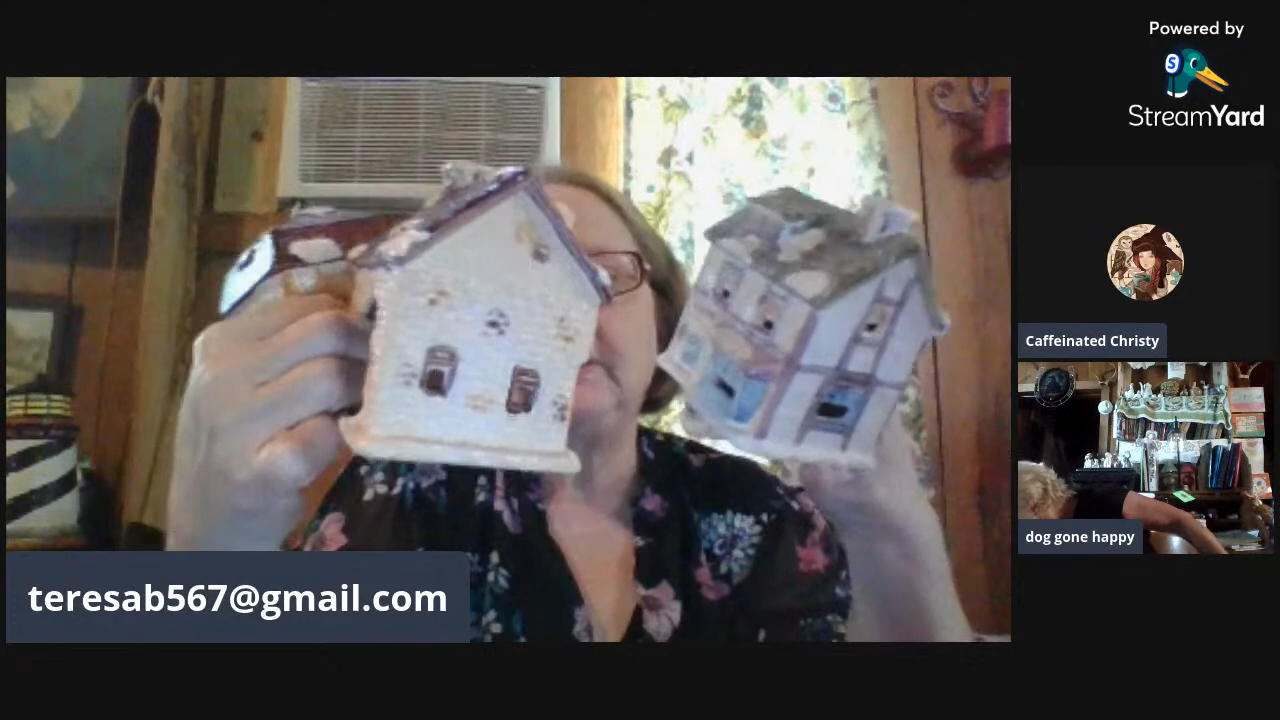 Powered by
StreamYard
Caffeinated Christy
dog gone happy
teresab567@gmail.com